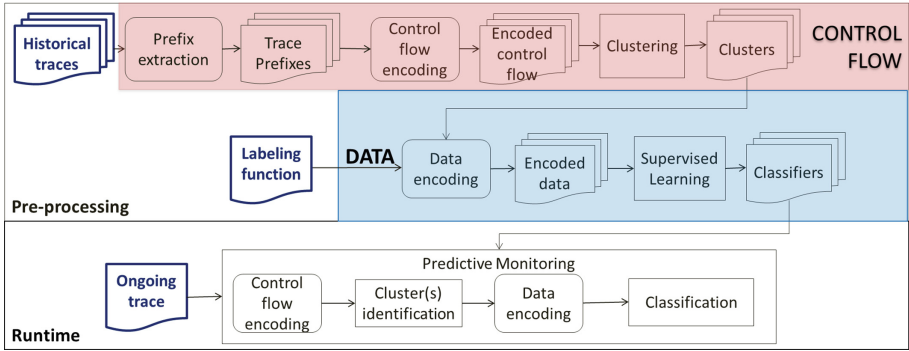 Historical
traces
Prefix
extraction
Trace
Prefixes
Control
flow
encoding
Encoded
control
flow
Clustering
Clusters
CONTROL
FLOW
Labeling
function
DATA
Data
encoding
Encoded
data
Supervised
Learning
Classifiers
Pre-processing
Predictive Monitoring
Ongoing
trace
Control
flow
encoding
Cluster(s)
identification
Data
encoding
Classification
Runtime